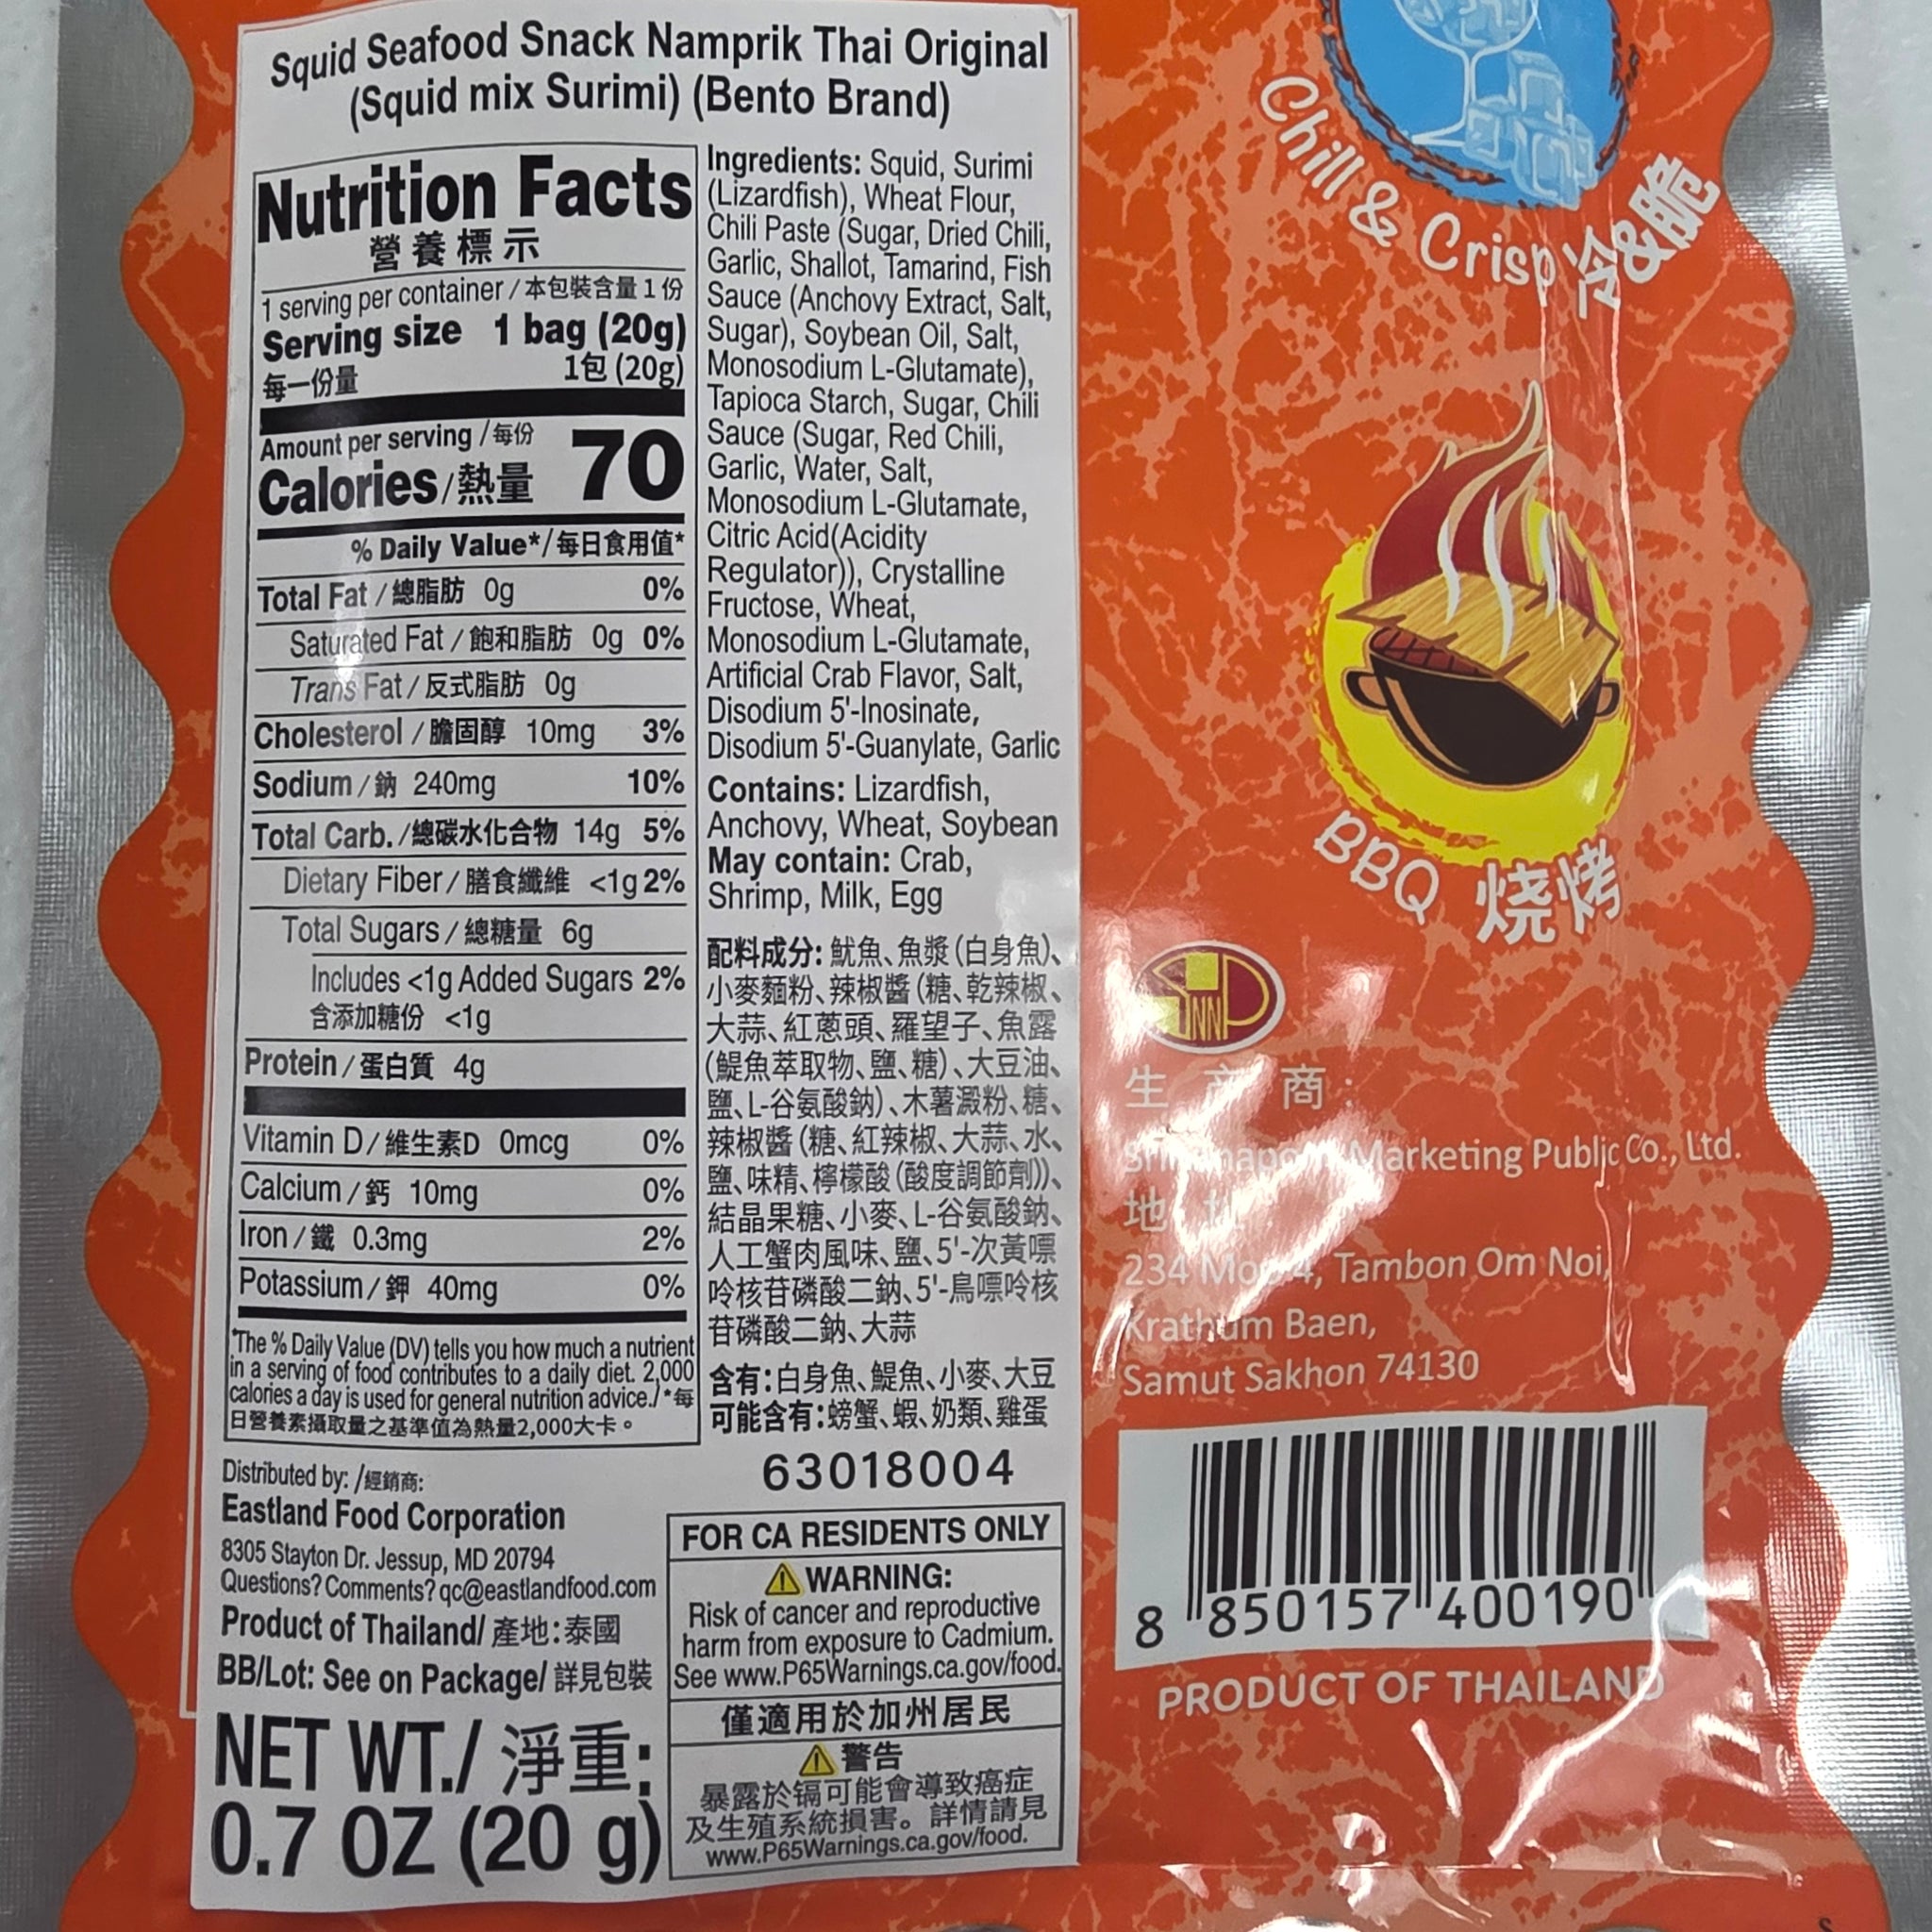 Squid Seafood Snack Namprik Thai Original
(Squid mix Surimi) (Bento Brand)
Nutrition Facts
營養標示
1 serving per container / 本包裝含量 1 份
Serving size 1 bag (20g)
每一份量 1包 (20g)
Amount per serving / 每份
Calories/熱量 70
% Daily Value*/每日食用值*
Total Fat / 總脂肪 0g 0%
Saturated Fat / 飽和脂肪 0g 0%
Trans Fat / 反式脂肪 0g
Cholesterol / 膽固醇 10mg 3%
Sodium / 鈉 240mg 10%
Total Carb. /總碳水化合物 14g 5%
Dietary Fiber / 膳食纖維 <1g 2%
Total Sugars / 總糖量 6g
Includes <1g Added Sugars 2%
含添加糖份 <1g
Protein / 蛋白質 4g
Vitamin D/ 維生素D 0mcg 0%
Calcium / 鈣 10mg 0%
Iron / 鐵 0.3mg 2%
Potassium / 鉀 40mg 0%
*The % Daily Value (DV) tells you how much a nutrient
in a serving of food contributes to a daily diet. 2,000
calories a day is used for general nutrition advice./ *每
日營養素攝取量之基準值為熱量2,000大卡。
Ingredients: Squid, Surimi
(Lizardfish), Wheat Flour,
Chili Paste (Sugar, Dried Chili,
Garlic, Shallot, Tamarind, Fish
Sauce (Anchovy Extract, Salt,
Sugar), Soybean Oil, Salt,
Monosodium L-Glutamate),
Tapioca Starch, Sugar, Chili
Sauce (Sugar, Red Chili,
Garlic, Water, Salt,
Monosodium L-Glutamate,
Citric Acid(Acidity
Regulator)), Crystalline
Fructose, Wheat,
Monosodium L-Glutamate,
Artificial Crab Flavor, Salt,
Disodium 5'-Inosinate,
Disodium 5'-Guanylate, Garlic
Contains: Lizardfish,
Anchovy, Wheat, Soybean
May contain: Crab,
Shrimp, Milk, Egg
配料成分: 魷魚、魚漿 (白身魚)、
小麥麵粉、辣椒醬 (糖、乾辣椒、
大蒜、紅蔥頭、羅望子、魚露
(鯷魚萃取物、鹽、糖)、大豆油、
鹽、L-谷氨酸鈉)、木薯澱粉、糖、
辣椒醬 (糖、紅辣椒、大蒜、水、
鹽、味精、檸檬酸 (酸度調節劑))、
結晶果糖、小麥、L-谷氨酸鈉、
人工蟹肉風味、鹽、5'-次黃嘌
呤核苷磷酸二鈉、5'-鳥嘌呤核
苷磷酸二鈉、大蒜
含有:白身魚、鯷魚、小麥、大豆
可能含有:螃蟹、蝦、奶類、雞蛋
63018004
Distributed by: /經銷商:
Eastland Food Corporation
8305 Stayton Dr. Jessup, MD 20794
Questions? Comments? qc@eastlandfood.com
Product of Thailand/ 產地:泰國
BB/Lot: See on Package/ 詳見包裝
NET WT./ 淨重:
0.7 OZ (20 g)
FOR CA RESIDENTS ONLY
WARNING:
Risk of cancer and reproductive
harm from exposure to Cadmium.
See www.P65Warnings.ca.gov/food.
僅適用於加州居民
警告
暴露於镉可能會導致癌症
及生殖系統損害。詳情請見
www.P65Warnings.ca.gov/food.
Chill & Crisp 冷&脆
BBQ 烧烤
生 商:
Marketing Public Co., Ltd.
地
234 4, Tambon Om Noi,
Krathum Baen,
Samut Sakhon 74130
8 850157 400190
PRODUCT OF THAILAND